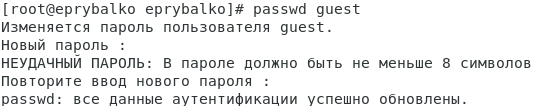 [root@eprybalko eprybalko]# passwd guest
Изменяется пароль пользователя guest.
Новый пароль :
НЕУДАЧНЫЙ ПАРОЛЬ: В пароле должно быть не меньше 8 символов
Повторите ввод нового пароля :
passwd: все данные аутентификации успешно обновлены.